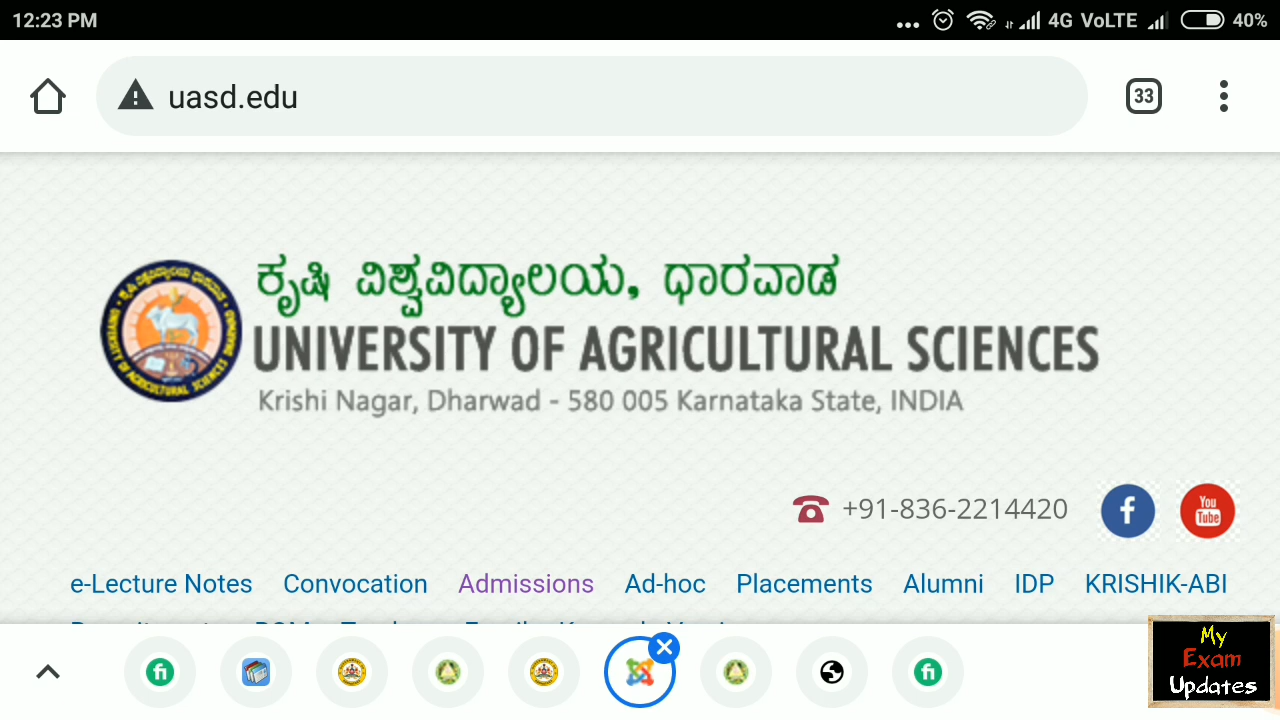 12:23 PM
4G VoLTE
40%
uasd.edu
33
ಕೃಷಿ ವಿಶ್ವವಿದ್ಯಾಲಯ, ಧಾರವಾಡ
UNIVERSITY OF AGRICULTURAL SCIENCES
Krishi Nagar, Dharwad - 580 005 Karnataka State, INDIA
+91-836-2214420
You
Tube
e-Lecture Notes Convocation Admissions Ad-hoc Placements Alumni IDP KRISHIK-ABI
My
Exam
Updates